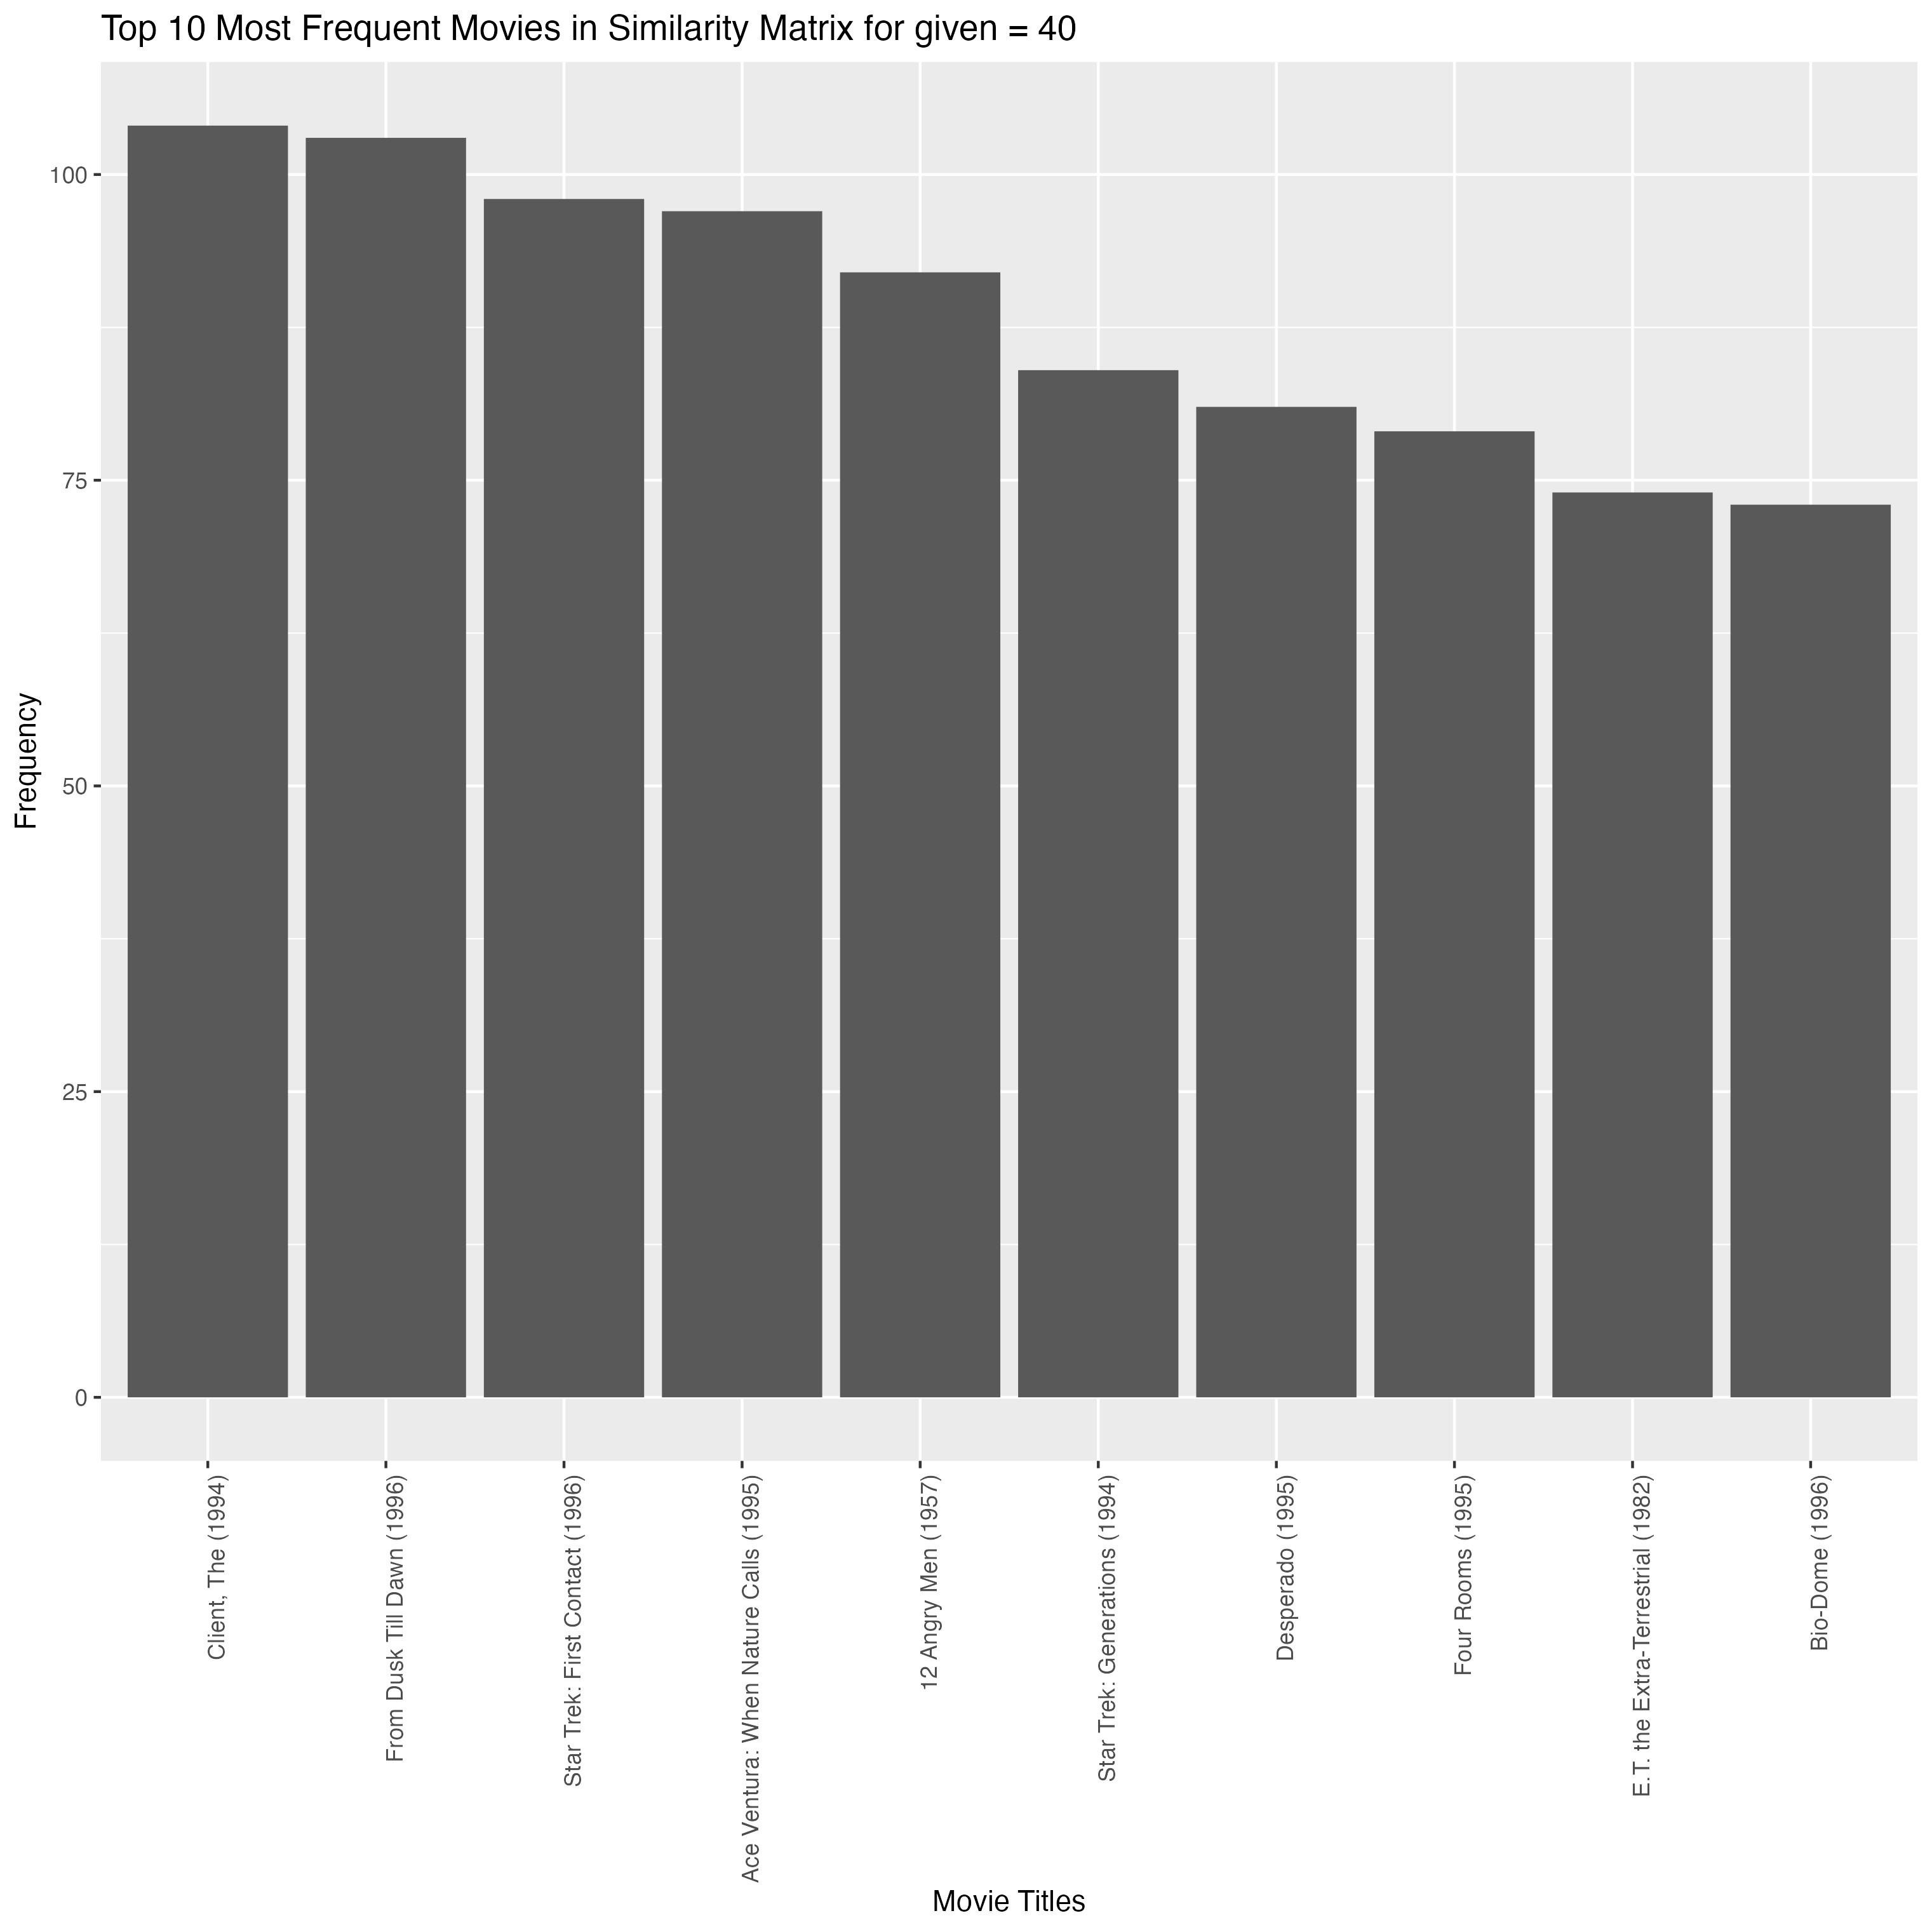 Top 10 Most Frequent Movies in Similarity Matrix for given = 40
Frequency
100
75
50
25
0
Client, The (1994)
From Dusk Till Dawn (1996)
Star Trek: First Contact (1996)
Ace Ventura: When Nature Calls (1995)
12 Angry Men (1957)
Star Trek: Generations (1994)
Desperado (1995)
Four Rooms (1995)
E.T. the Extra-Terrestrial (1982)
Bio-Dome (1996)
Movie Titles